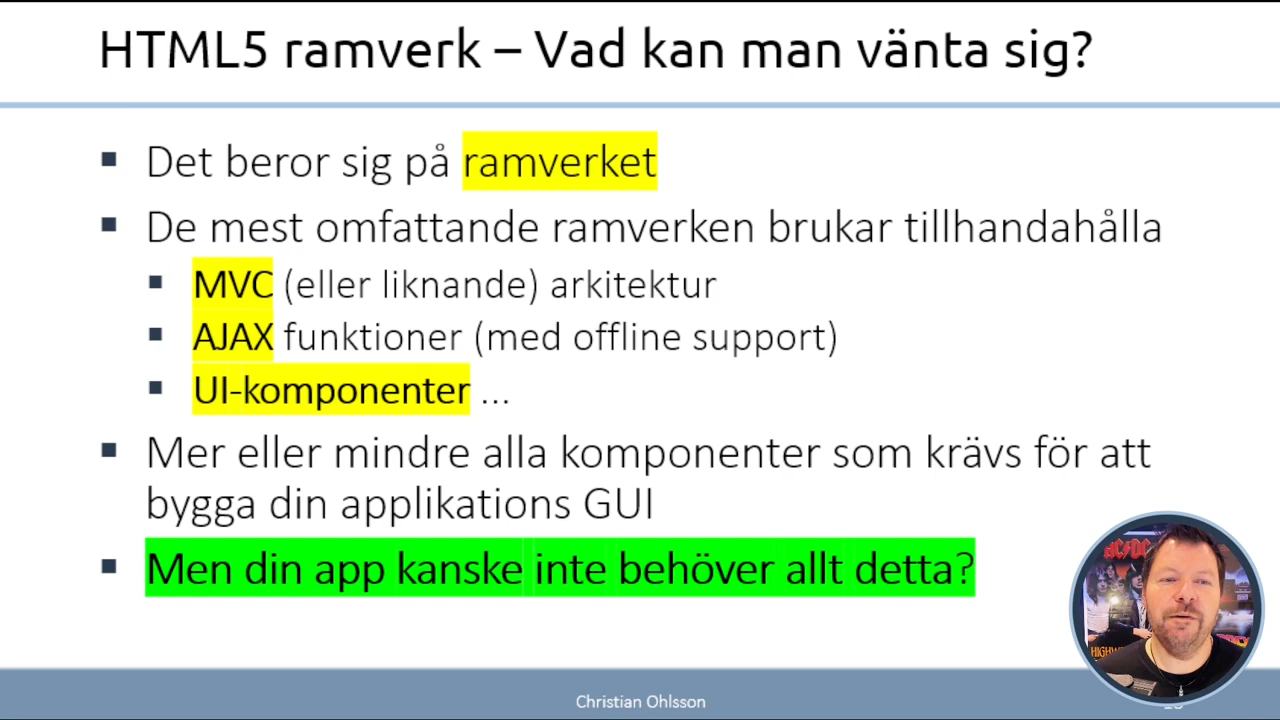 HTML5 ramverk – Vad kan man vänta sig?
Det beror sig på ramverket
De mest omfattande ramverken brukar tillhandahålla
MVC (eller liknande) arkitektur
AJAX funktioner (med offline support)
UI-komponenter ...
Mer eller mindre alla komponenter som krävs för att
bygga din applikations GUI
Men din app kanske inte behöver allt detta?
AC/DC
Christian Ohlsson